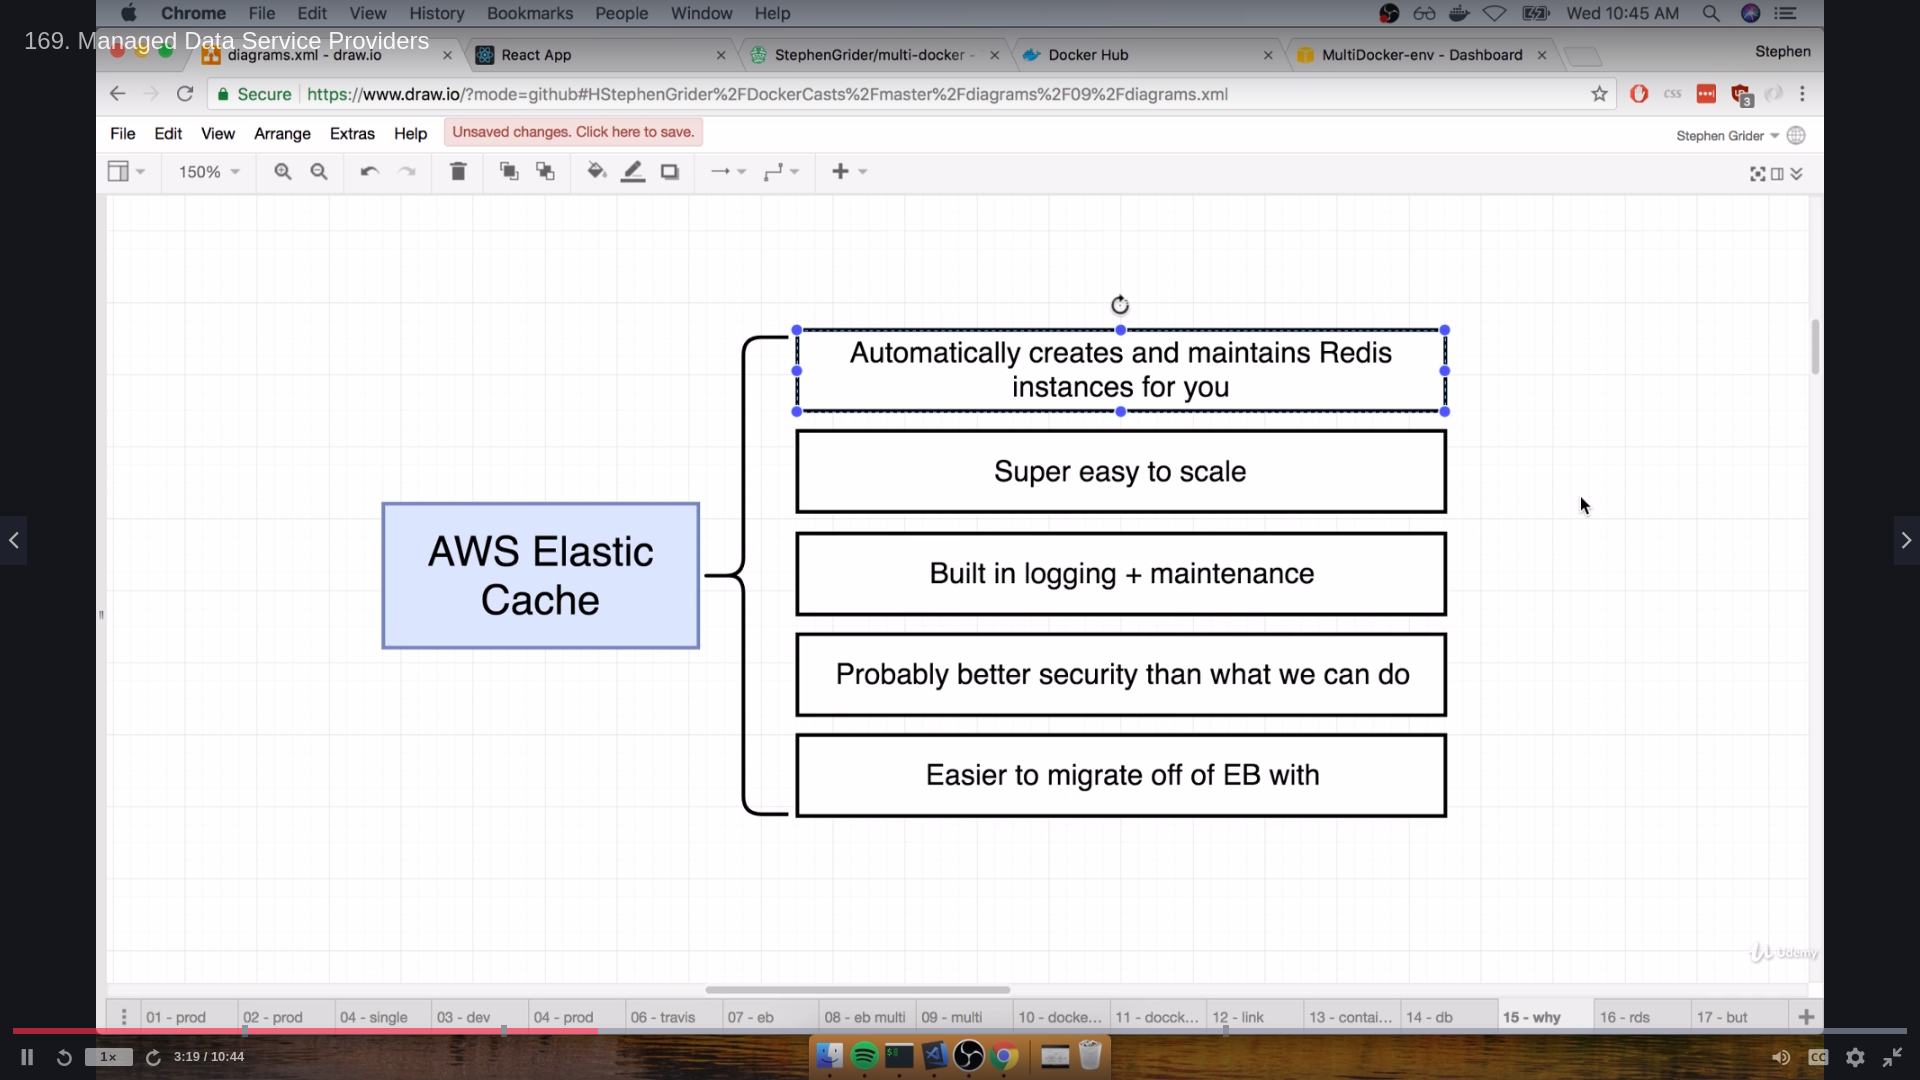 Chrome File Edit View History Bookmarks People Window Help Wed 10:45 AM
169. Managed Data Service Providers
diagrams.xml - draw.io React App StephenGrider/multi-docker - Docker Hub MultiDocker-env - Dashboard Stephen
Secure https://www.draw.io/?mode=github#HStephenGrider%2FDockerCasts%2Fmaster%2Fdiagrams%2F09%2Fdiagrams.xml css 3
File Edit View Arrange Extras Help Unsaved changes. Click here to save. Stephen Grider
150%
Automatically creates and maintains Redis
instances for you
Super easy to scale
AWS Elastic
Cache
Built in logging + maintenance
Probably better security than what we can do
Easier to migrate off of EB with
Udemy
01 - prod 02 - prod 04 - single 03 - dev 04 - prod 06 - travis 07 - eb 08 - eb multi 09 - multi 10 - docke... 11 - docck... 12 - link 13 - contai... 14 - db 15 - why 16 - rds 17 - but
1× 3:19 / 10:44 CC